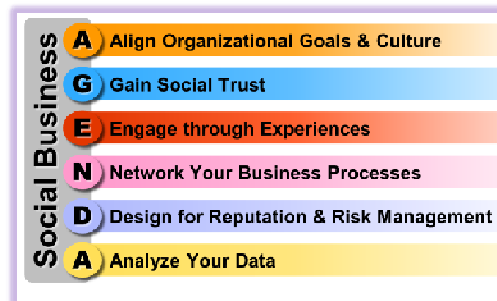 Social Business
A Align Organizational Goals & Culture
G Gain Social Trust
E Engage through Experiences
N Network Your Business Processes
D Design for Reputation & Risk Management
A Analyze Your Data